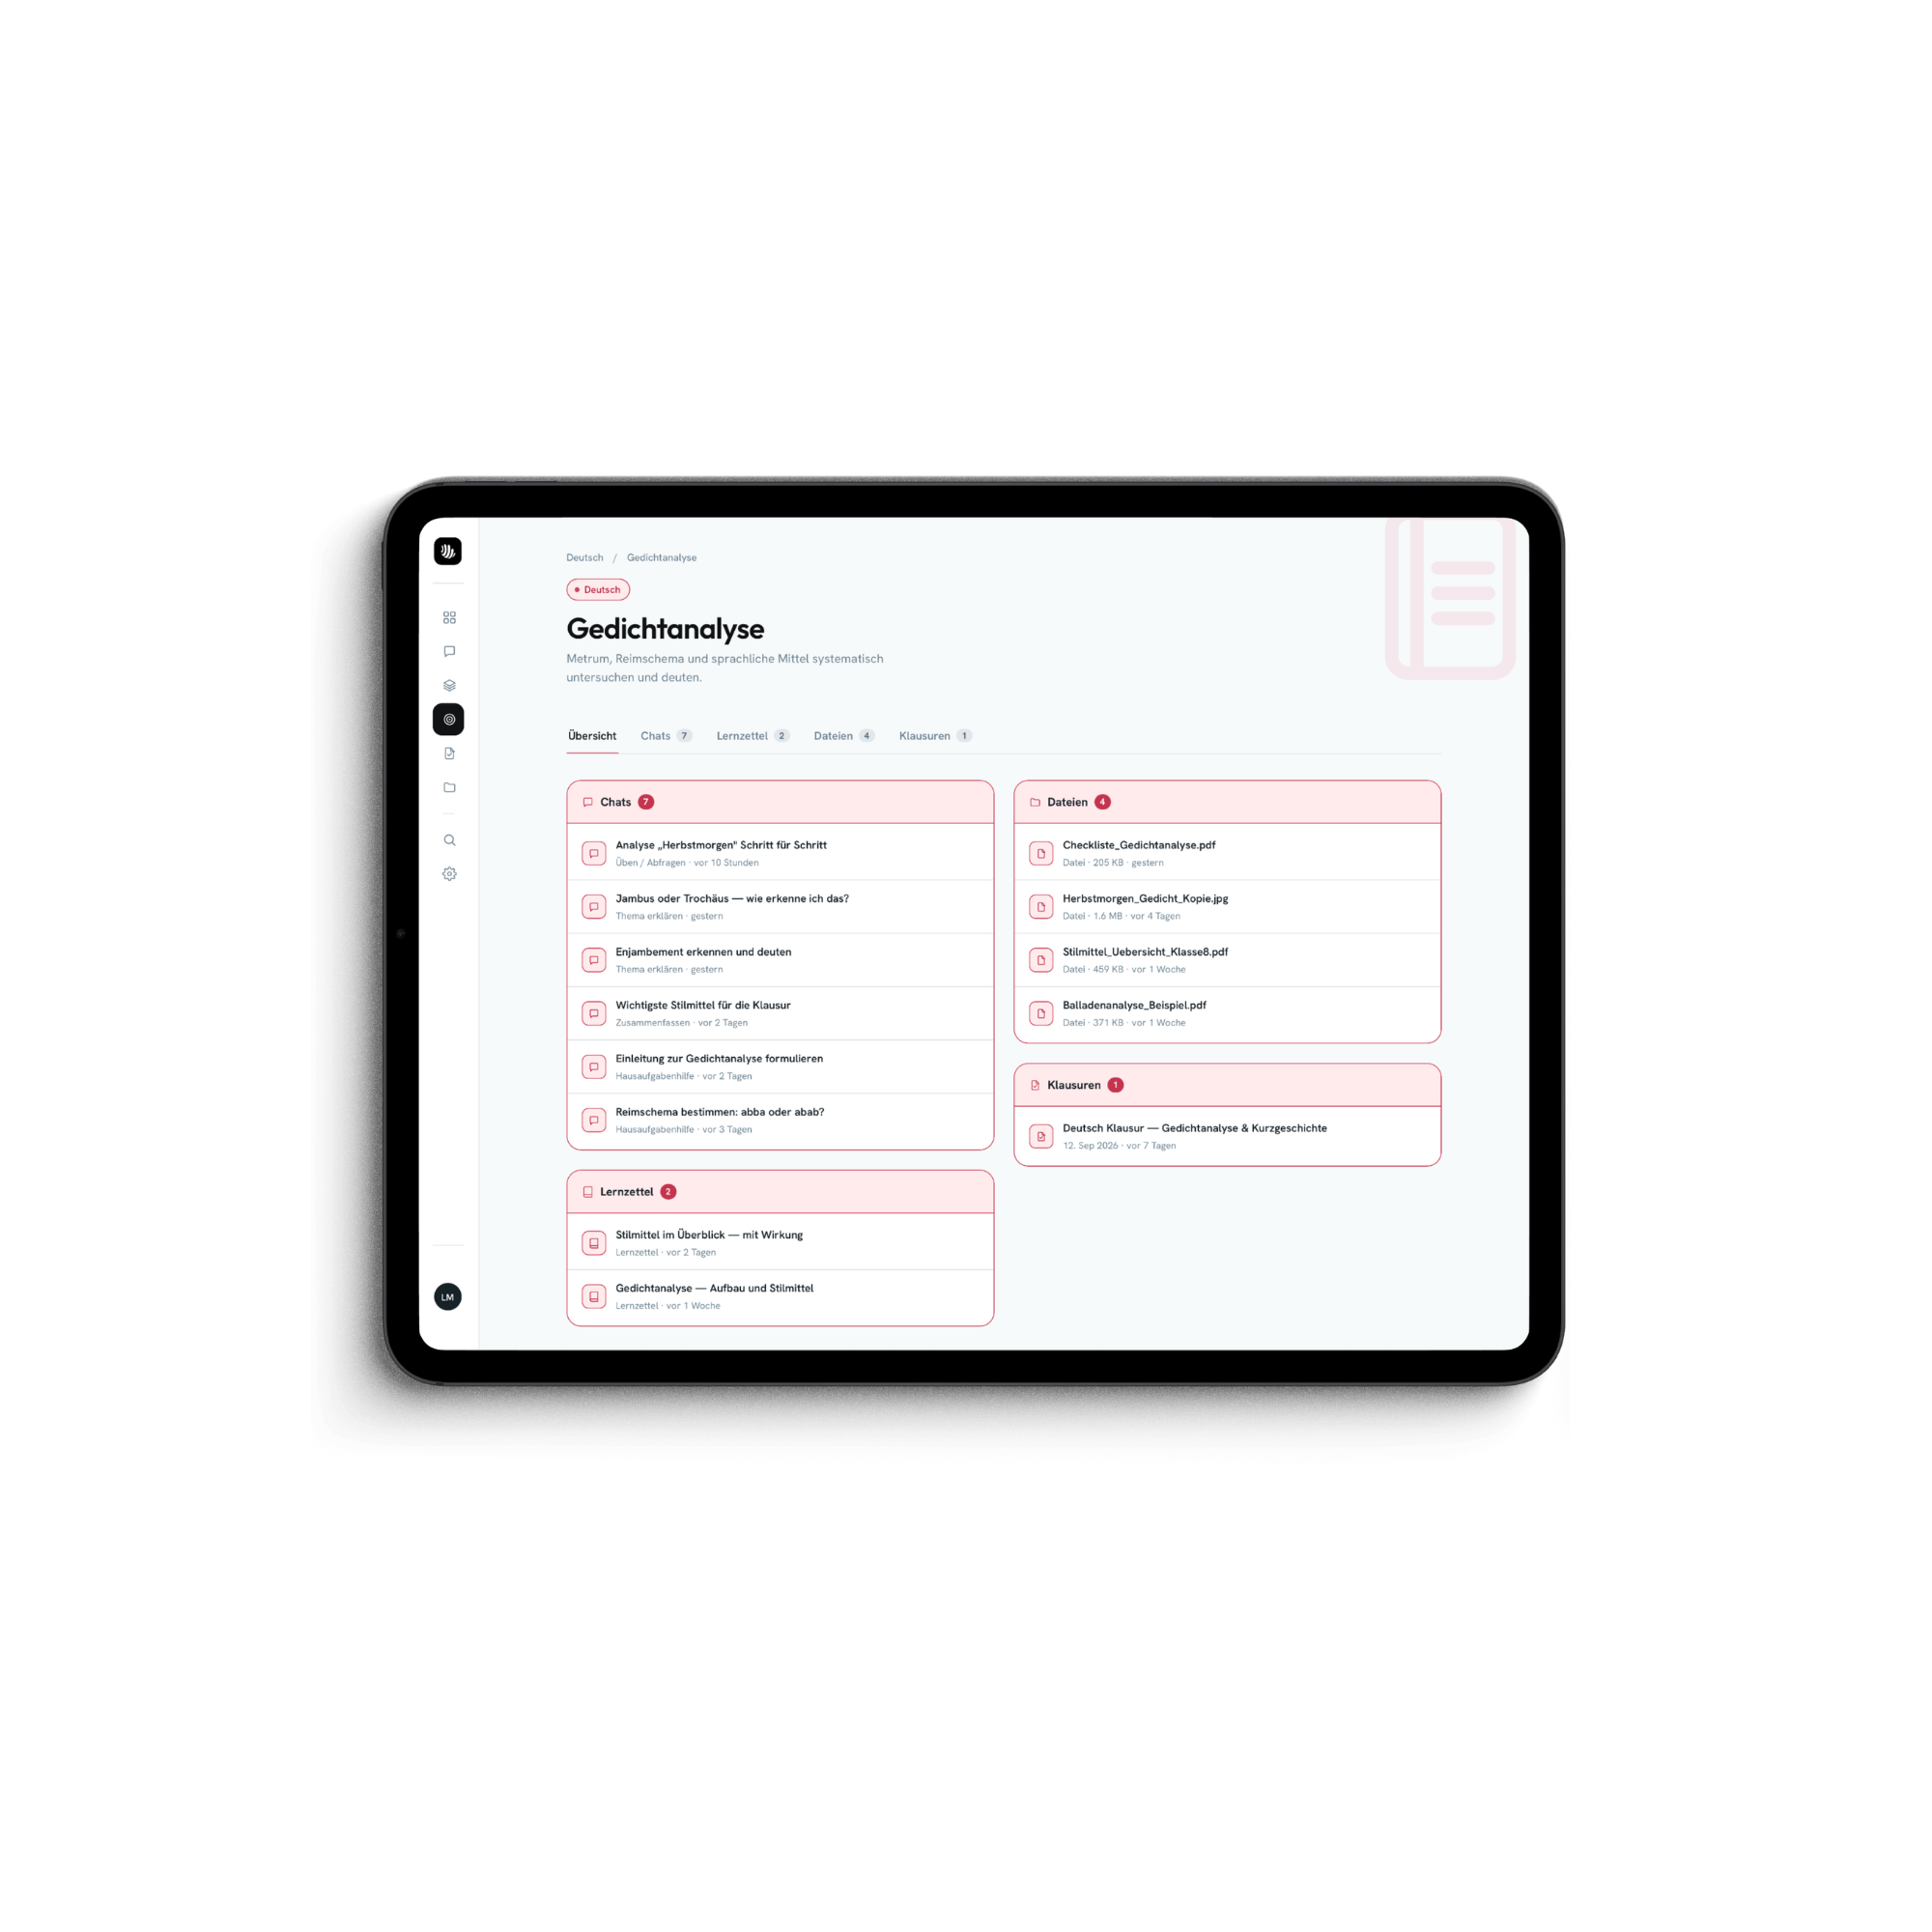 Deutsch / Gedichtanalyse
Deutsch
Gedichtanalyse
Metrum, Reimschema und sprachliche Mittel systematisch
untersuchen und deuten.
Übersicht Chats 7 Lernzettel 2 Dateien 4 Klausuren 1
Chats 7
Analyse „Herbstmorgen" Schritt für Schritt
Üben / Abfragen · vor 10 Stunden
Jambus oder Trochäus — wie erkenne ich das?
Thema erklären · gestern
Enjambement erkennen und deuten
Thema erklären · gestern
Wichtigste Stilmittel für die Klausur
Zusammenfassen · vor 2 Tagen
Einleitung zur Gedichtanalyse formulieren
Hausaufgabenhilfe · vor 2 Tagen
Reimschema bestimmen: abba oder abab?
Hausaufgabenhilfe · vor 3 Tagen
Lernzettel 2
Stilmittel im Überblick — mit Wirkung
Lernzettel · vor 2 Tagen
Gedichtanalyse — Aufbau und Stilmittel
Lernzettel · vor 1 Woche
Dateien 4
Checkliste_Gedichtanalyse.pdf
Datei · 205 KB · gestern
Herbstmorgen_Gedicht_Kopie.jpg
Datei · 1.6 MB · vor 4 Tagen
Stilmittel_Uebersicht_Klasse8.pdf
Datei · 459 KB · vor 1 Woche
Balladenanalyse_Beispiel.pdf
Datei · 371 KB · vor 1 Woche
Klausuren 1
Deutsch Klausur — Gedichtanalyse & Kurzgeschichte
12. Sep 2026 · vor 7 Tagen
LM